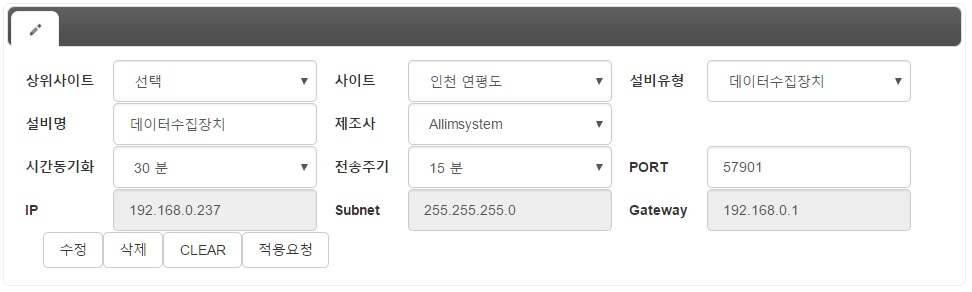 상위사이트 선택 사이트 인천 연평도 설비유형 데이터수집장치
설비명 데이터수집장치 제조사 Allimsystem
시간동기화 30 분 전송주기 15 분 PORT 57901
IP 192.168.0.237 Subnet 255.255.255.0 Gateway 192.168.0.1
수정 삭제 CLEAR 적용요청